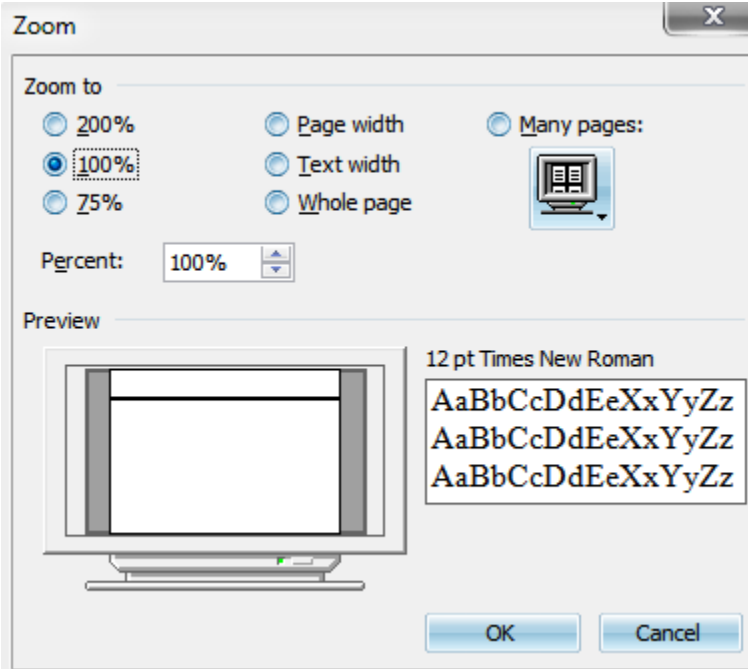 Zoom
Zoom to
200% Page width Many pages:
100% Text width
75% Whole page
Percent: 100%
Preview
12 pt Times New Roman
AaBbCcDdEeXxYyZz
AaBbCcDdEeXxYyZz
AaBbCcDdEeXxYyZz
OK Cancel